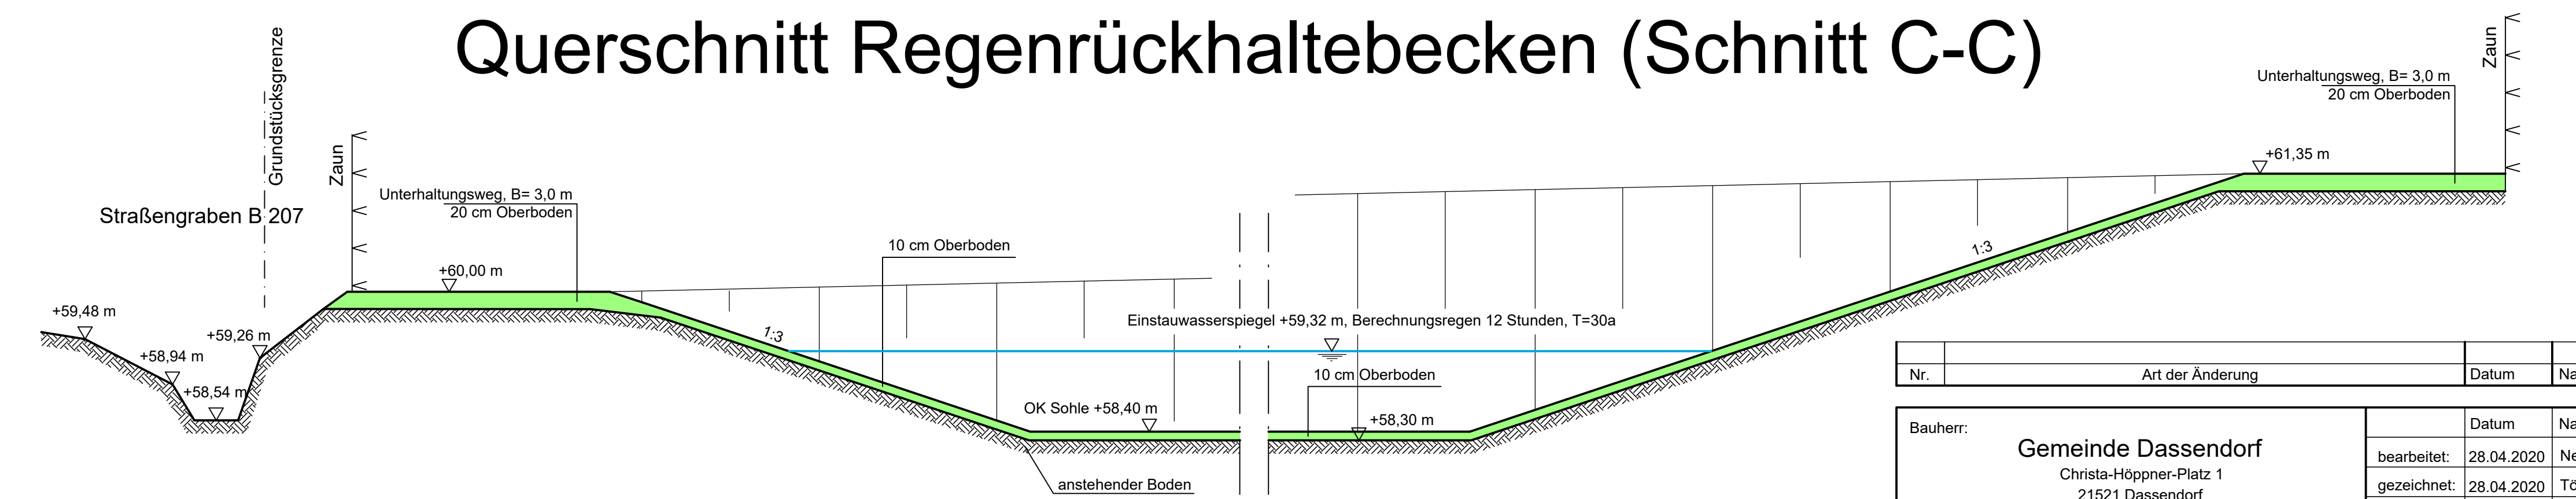 Querschnitt Regenrückhaltebecken (Schnitt C-C)
Grundstücksgrenze
Zaun
Straßengraben B 207
Unterhaltungsweg, B= 3,0 m
20 cm Oberboden
+59,48 m
+58,94 m
+58,54 m
+59,26 m
+60,00 m
1:3
10 cm Oberboden
Einstauwasserspiegel +59,32 m, Berechnungsregen 12 Stunden, T=30a
OK Sohle +58,40 m
10 cm Oberboden
+58,30 m
anstehender Boden
1:3
+61,35 m
Unterhaltungsweg, B= 3,0 m
20 cm Oberboden
Zaun
Nr. Art der Änderung Datum
Bauherr:
Gemeinde Dassendorf
Christa-Höppner-Platz 1
21521 Dassendorf
Datum
bearbeitet: 28.04.2020
gezeichnet: 28.04.2020